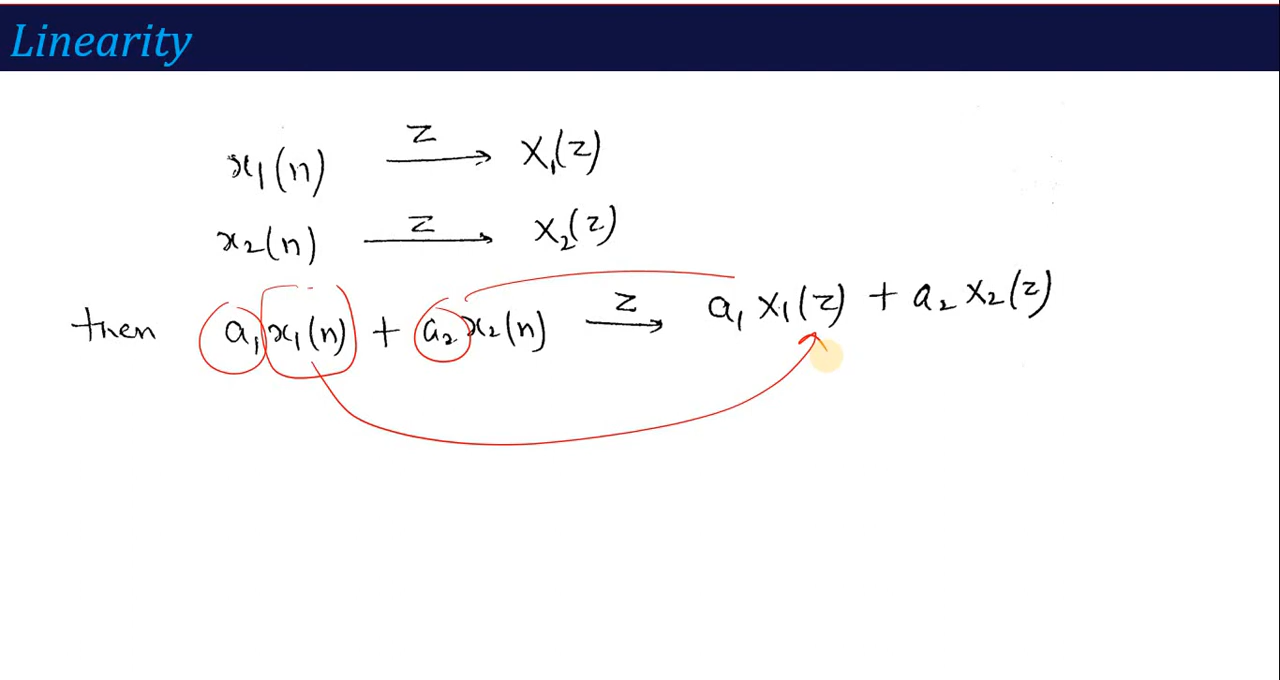 Linearity
x₁(n) —z→ X₁(z)
x₂(n) —z→ X₂(z)
then a₁x₁(n) + a₂x₂(n) —z→ a₁X₁(z) + a₂X₂(z)